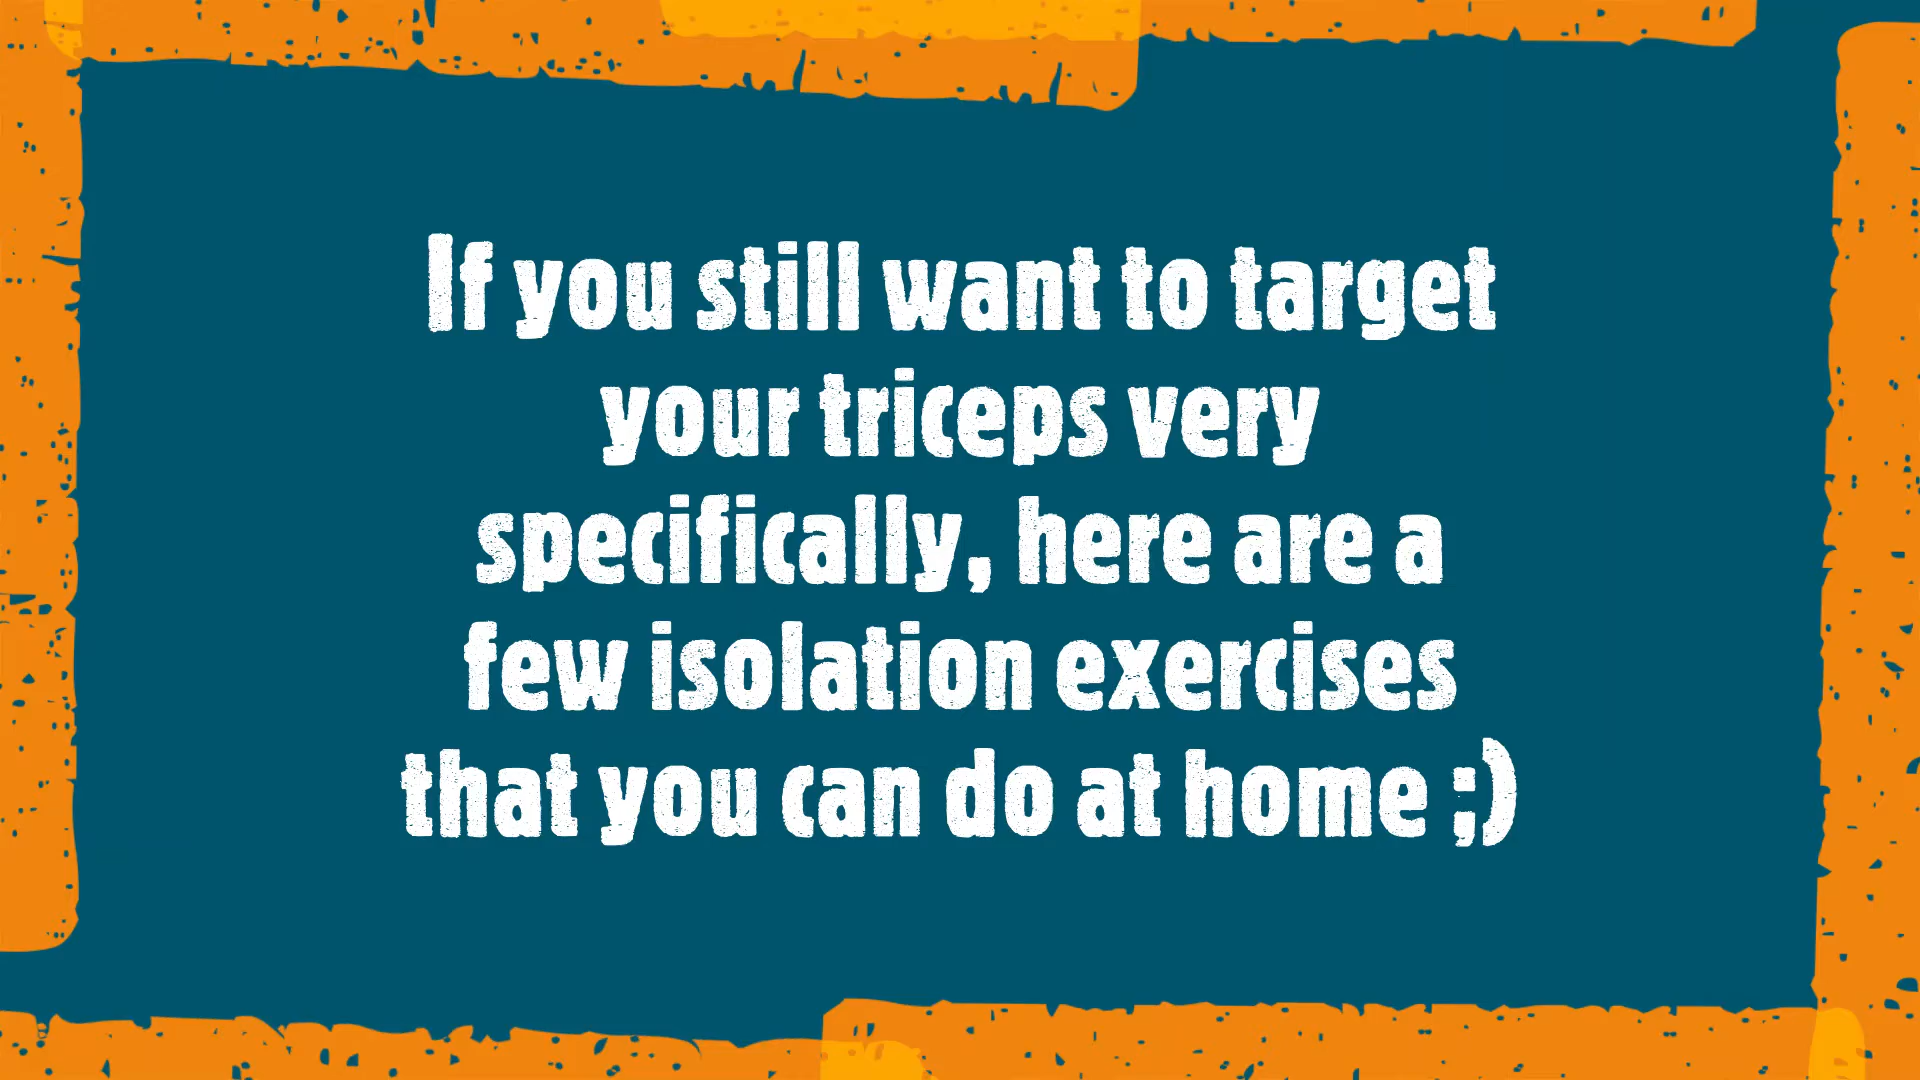 If you still want to target
your triceps very
specifically, here are a
few isolation exercises
that you can do at home ;)